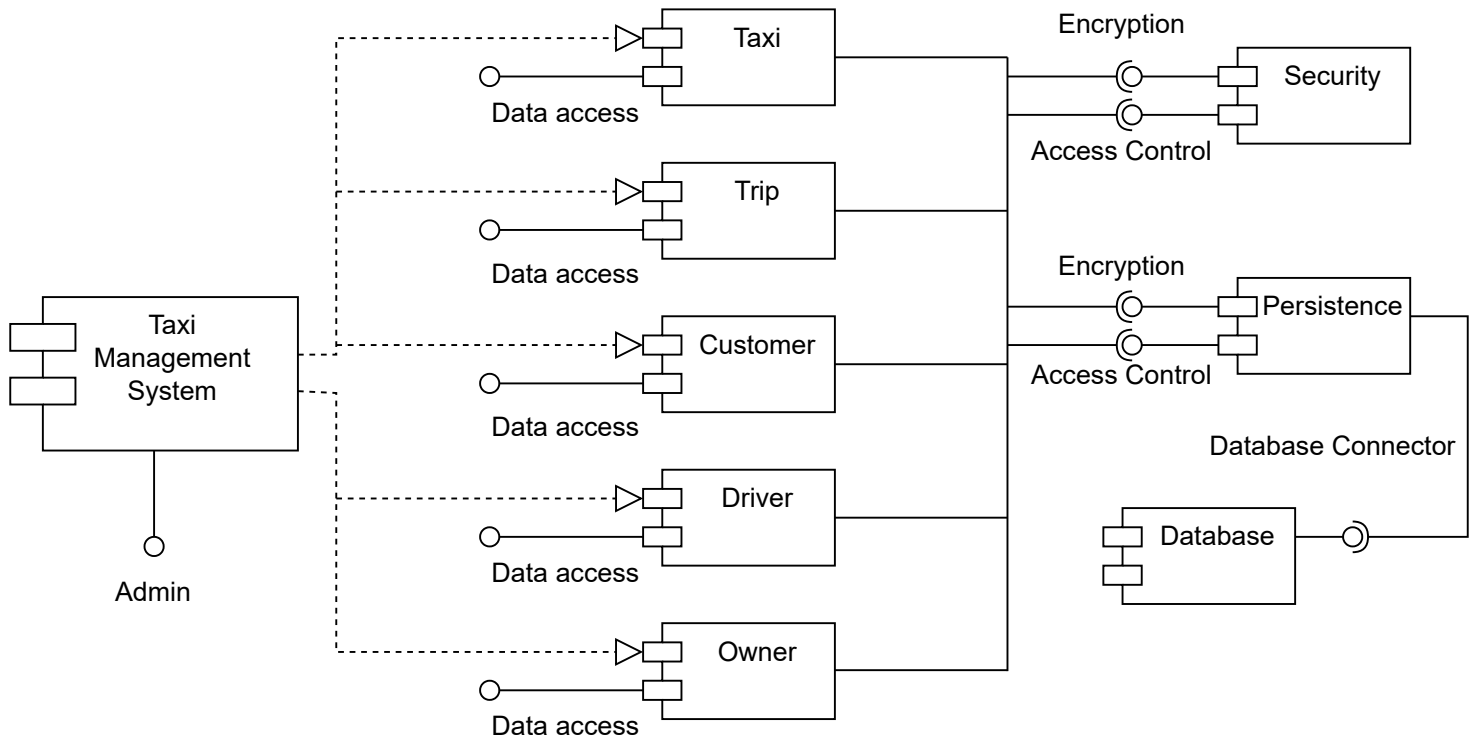 Encryption
Taxi
Security
Data access
Access Control
Trip
Data access
Encryption
Persistence
Taxi
Management
System
Customer
Access Control
Data access
Database Connector
Driver
Database
Data access
Admin
Owner
Data access